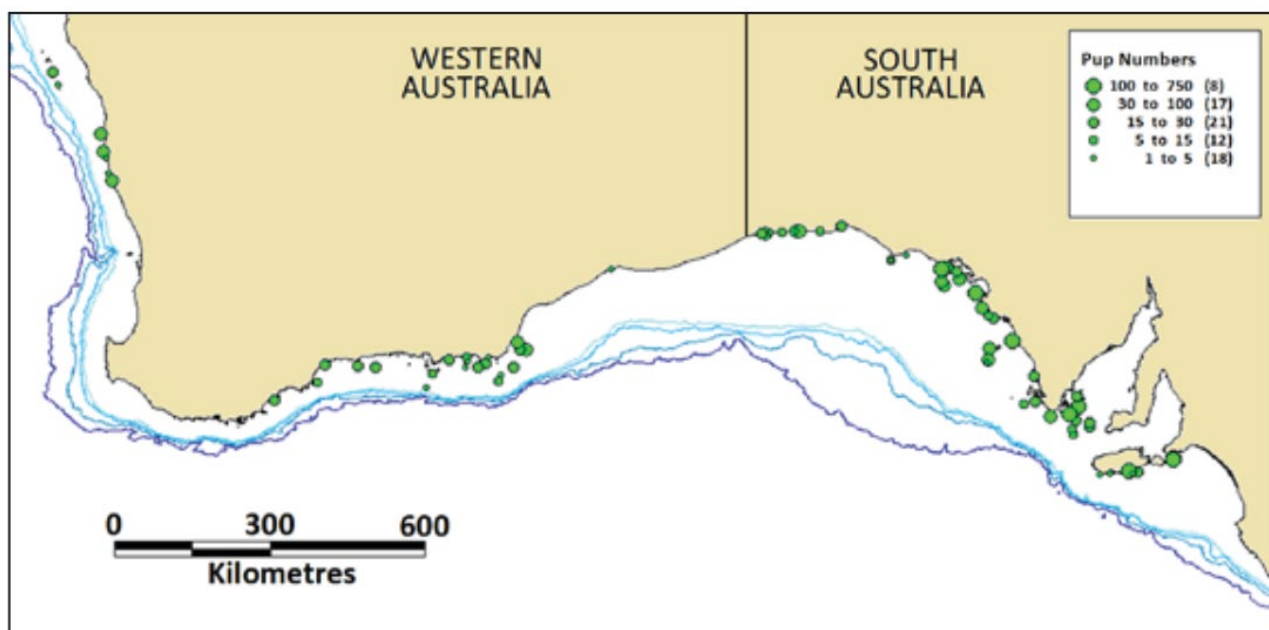 WESTERN
AUSTRALIA
SOUTH
AUSTRALIA
Pup Numbers
100 to 750 (8)
30 to 100 (17)
15 to 30 (21)
5 to 15 (12)
1 to 5 (18)
0 300 600
Kilometres